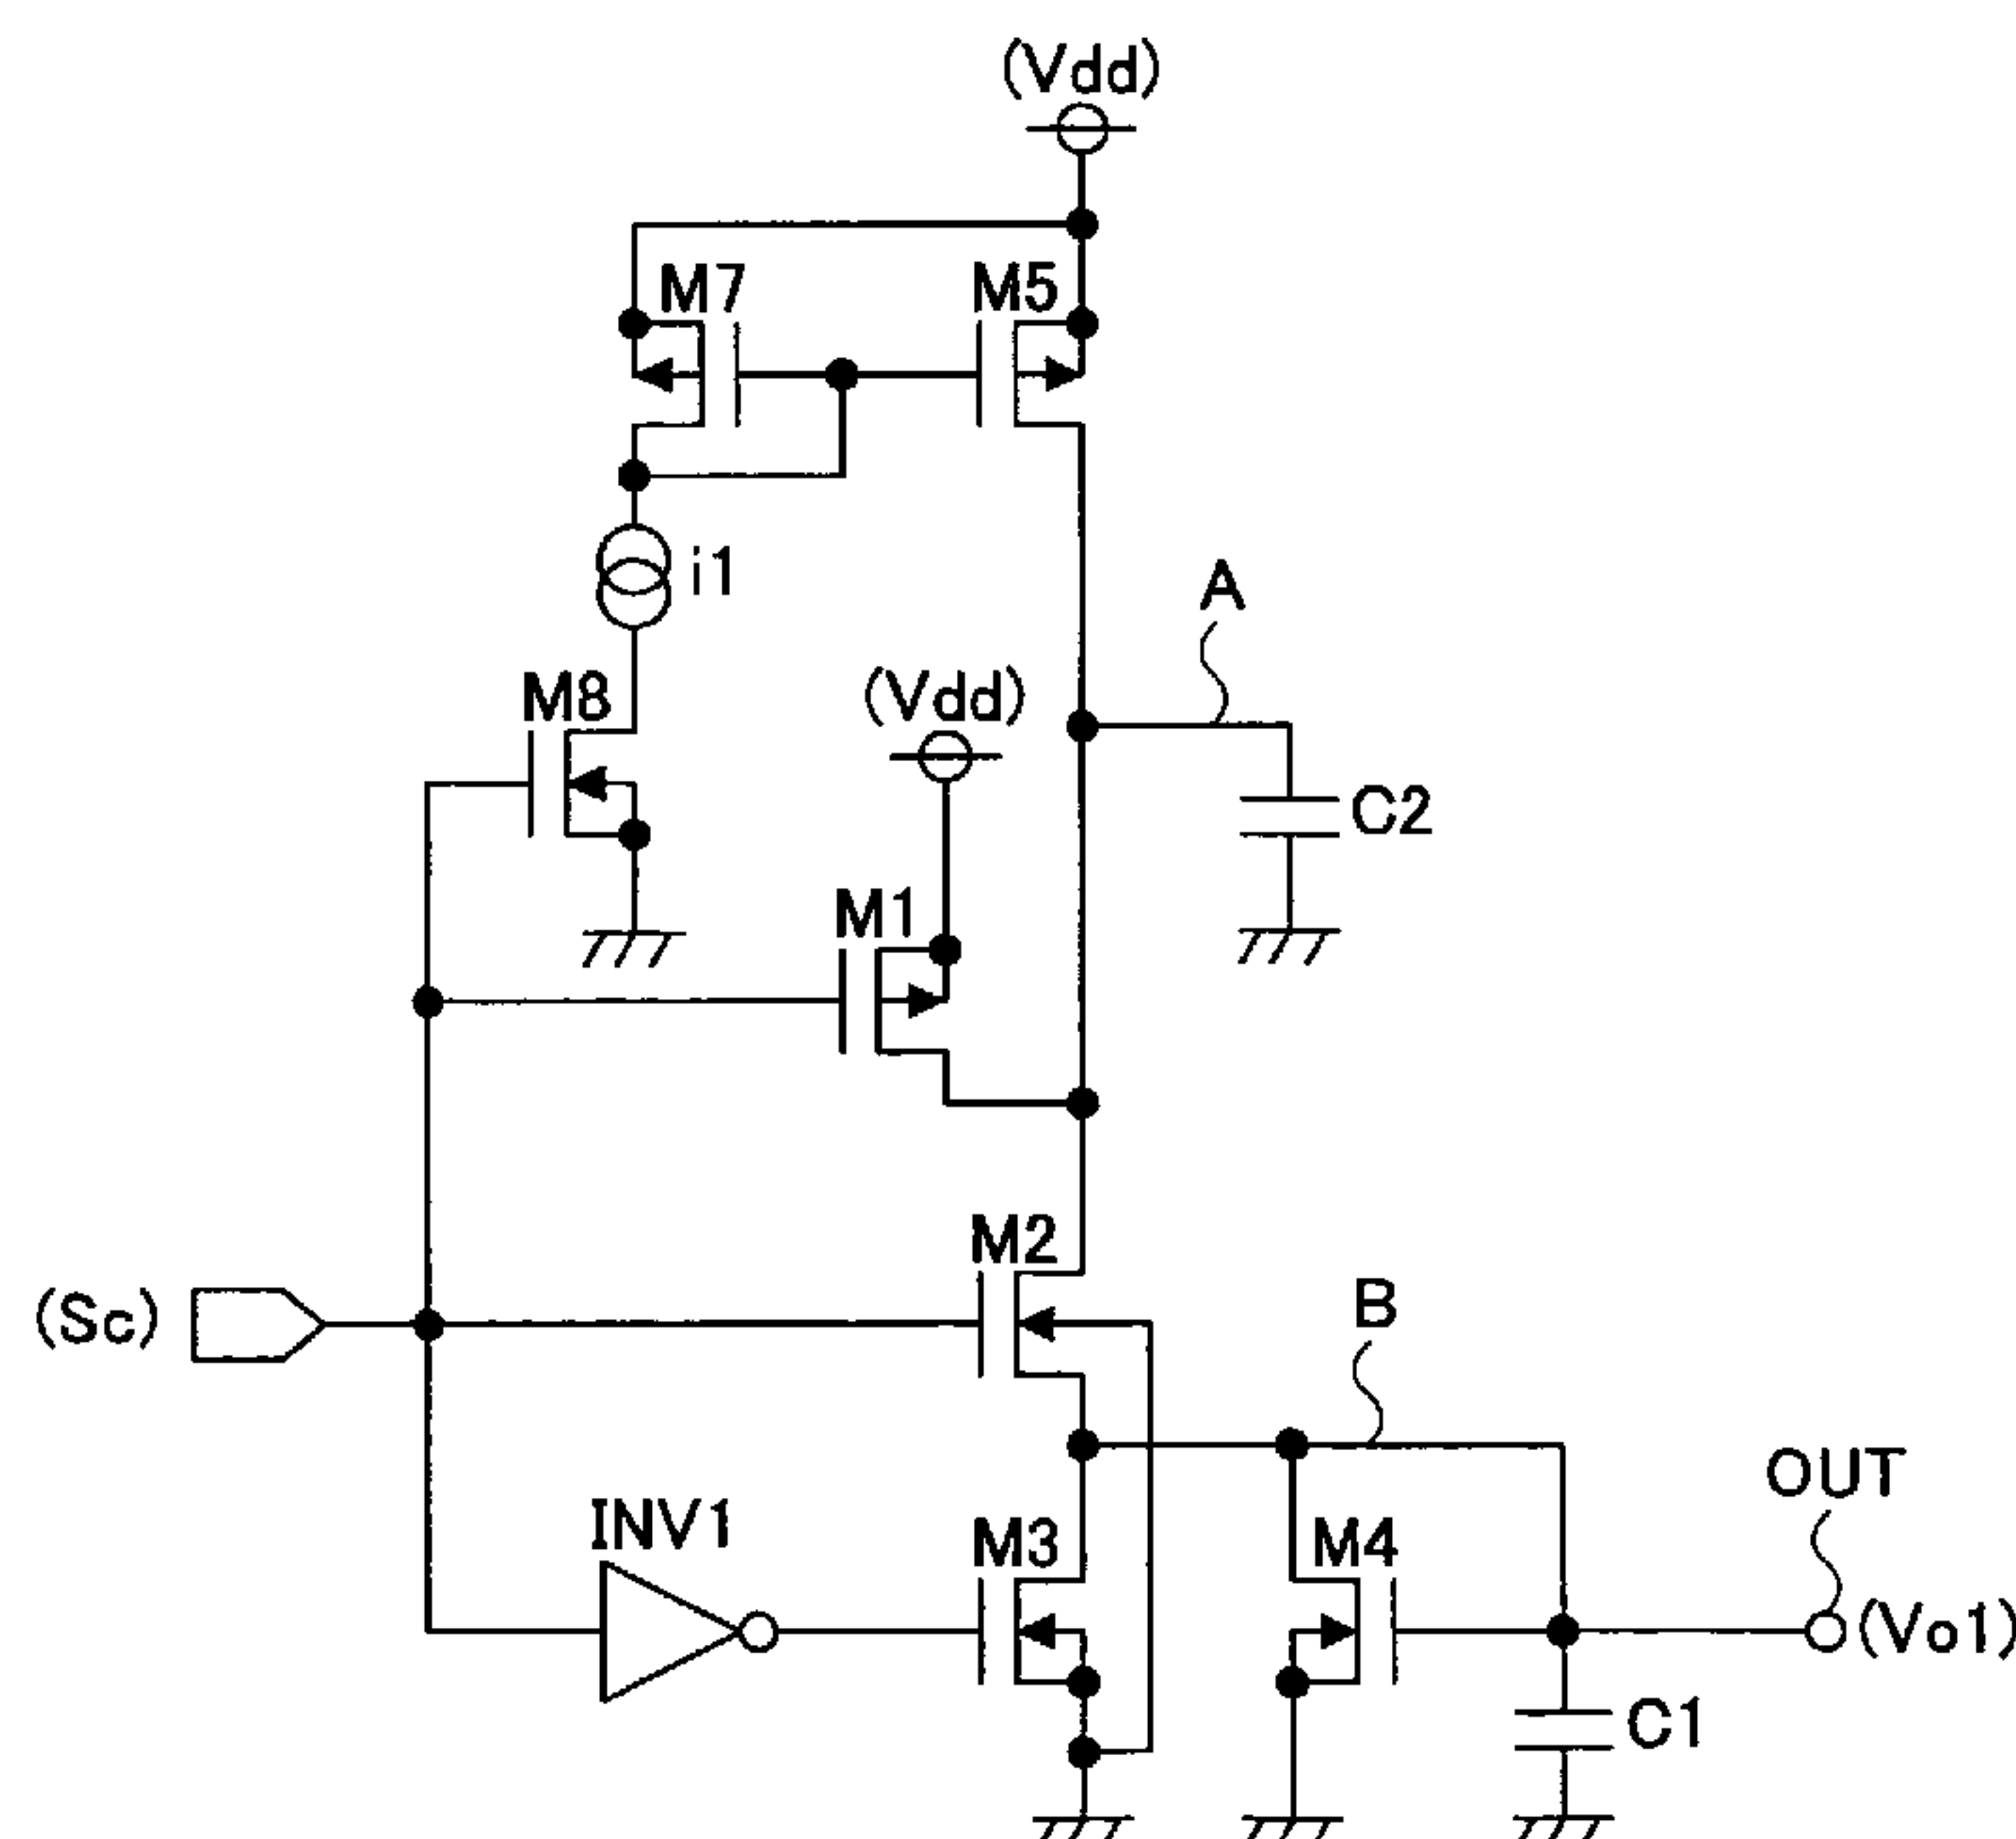 (Vdd)
M7
M5
i1
A
M8
(Vdd)
C2
M1
M2
(Sc)
B
OUT
INV1
M3
M4
(Vo1)
C1